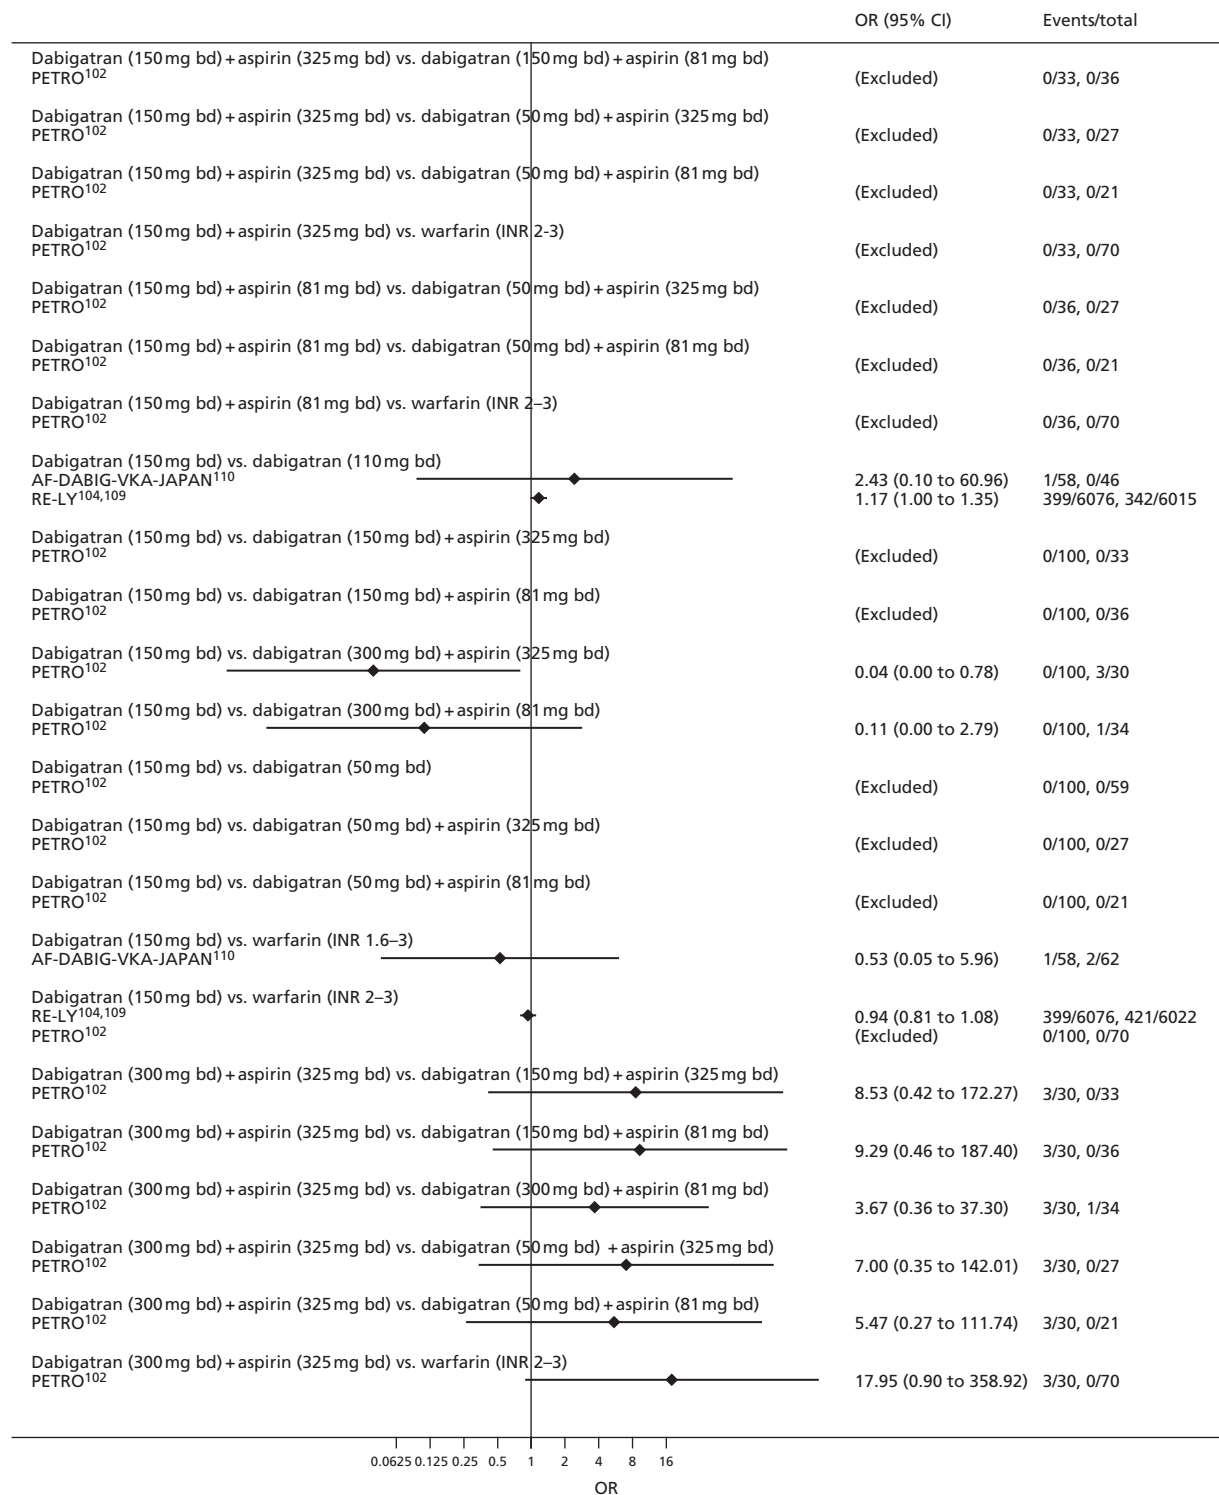 OR (95% CI) Events/total
Dabigatran (150 mg bd) + aspirin (325 mg bd) vs. dabigatran (150 mg bd) + aspirin (81 mg bd)
PETRO102 (Excluded) 0/33, 0/36
Dabigatran (150 mg bd) + aspirin (325 mg bd) vs. dabigatran (50 mg bd) + aspirin (325 mg bd)
PETRO102 (Excluded) 0/33, 0/27
Dabigatran (150 mg bd) + aspirin (325 mg bd) vs. dabigatran (50 mg bd) + aspirin (81 mg bd)
PETRO102 (Excluded) 0/33, 0/21
Dabigatran (150 mg bd) + aspirin (325 mg bd) vs. warfarin (INR 2-3)
PETRO102 (Excluded) 0/33, 0/70
Dabigatran (150 mg bd) + aspirin (81 mg bd) vs. dabigatran (50 mg bd) + aspirin (325 mg bd)
PETRO102 (Excluded) 0/36, 0/27
Dabigatran (150 mg bd) + aspirin (81 mg bd) vs. dabigatran (50 mg bd) + aspirin (81 mg bd)
PETRO102 (Excluded) 0/36, 0/21
Dabigatran (150 mg bd) + aspirin (81 mg bd) vs. warfarin (INR 2–3)
PETRO102 (Excluded) 0/36, 0/70
Dabigatran (150 mg bd) vs. dabigatran (110 mg bd)
AF-DABIG-VKA-JAPAN110 2.43 (0.10 to 60.96) 1/58, 0/46
RE-LY104,109 1.17 (1.00 to 1.35) 399/6076, 342/6015
Dabigatran (150 mg bd) vs. dabigatran (150 mg bd) + aspirin (325 mg bd)
PETRO102 (Excluded) 0/100, 0/33
Dabigatran (150 mg bd) vs. dabigatran (150 mg bd) + aspirin (81 mg bd)
PETRO102 (Excluded) 0/100, 0/36
Dabigatran (150 mg bd) vs. dabigatran (300 mg bd) + aspirin (325 mg bd)
PETRO102 0.04 (0.00 to 0.78) 0/100, 3/30
Dabigatran (150 mg bd) vs. dabigatran (300 mg bd) + aspirin (81 mg bd)
PETRO102 0.11 (0.00 to 2.79) 0/100, 1/34
Dabigatran (150 mg bd) vs. dabigatran (50 mg bd)
PETRO102 (Excluded) 0/100, 0/59
Dabigatran (150 mg bd) vs. dabigatran (50 mg bd) + aspirin (325 mg bd)
PETRO102 (Excluded) 0/100, 0/27
Dabigatran (150 mg bd) vs. dabigatran (50 mg bd) + aspirin (81 mg bd)
PETRO102 (Excluded) 0/100, 0/21
Dabigatran (150 mg bd) vs. warfarin (INR 1.6–3)
AF-DABIG-VKA-JAPAN110 0.53 (0.05 to 5.96) 1/58, 2/62
Dabigatran (150 mg bd) vs. warfarin (INR 2–3)
RE-LY104,109 0.94 (0.81 to 1.08) 399/6076, 421/6022
PETRO102 (Excluded) 0/100, 0/70
Dabigatran (300 mg bd) + aspirin (325 mg bd) vs. dabigatran (150 mg bd) + aspirin (325 mg bd)
PETRO102 8.53 (0.42 to 172.27) 3/30, 0/33
Dabigatran (300 mg bd) + aspirin (325 mg bd) vs. dabigatran (150 mg bd) + aspirin (81 mg bd)
PETRO102 9.29 (0.46 to 187.40) 3/30, 0/36
Dabigatran (300 mg bd) + aspirin (325 mg bd) vs. dabigatran (300 mg bd) + aspirin (81 mg bd)
PETRO102 3.67 (0.36 to 37.30) 3/30, 1/34
Dabigatran (300 mg bd) + aspirin (325 mg bd) vs. dabigatran (50 mg bd) + aspirin (325 mg bd)
PETRO102 7.00 (0.35 to 142.01) 3/30, 0/27
Dabigatran (300 mg bd) + aspirin (325 mg bd) vs. dabigatran (50 mg bd) + aspirin (81 mg bd)
PETRO102 5.47 (0.27 to 111.74) 3/30, 0/21
Dabigatran (300 mg bd) + aspirin (325 mg bd) vs. warfarin (INR 2–3)
PETRO102 17.95 (0.90 to 358.92) 3/30, 0/70
0.0625 0.125 0.25 0.5 1 2 4 8 16
OR